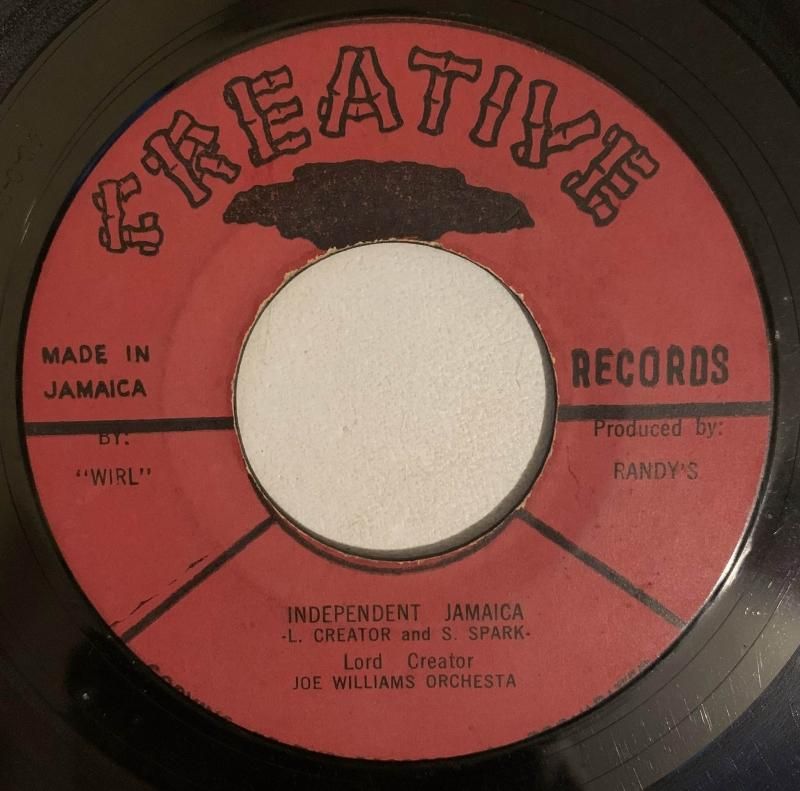 CREATIVE
MADE IN
JAMAICA
RECORDS
BY:
"WIRL"
Produced by:
RANDY'S
INDEPENDENT JAMAICA
-L. CREATOR and S. SPARK-
Lord Creator
JOE WILLIAMS ORCHESTA